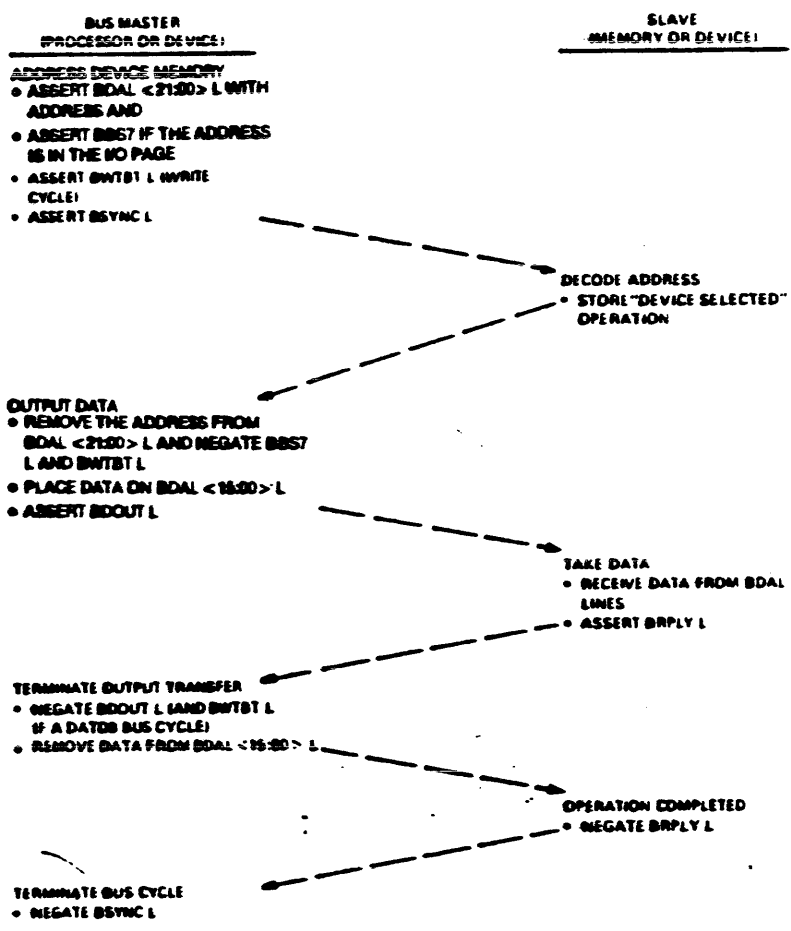 BUS MASTER
(PROCESSOR OR DEVICE)
SLAVE
(MEMORY OR DEVICE)
ADDRESS DEVICE MEMORY
• ASSERT BDAL <21:00> L WITH
ADDRESS AND
• ASSERT BBS7 IF THE ADDRESS
IS IN THE I/O PAGE
• ASSERT BWTBT L (WRITE
CYCLE)
• ASSERT BSYNC L
DECODE ADDRESS
• STORE "DEVICE SELECTED"
OPERATION
OUTPUT DATA
• REMOVE THE ADDRESS FROM
BDAL <21:00> L AND NEGATE BBS7
L AND BWTBT L
• PLACE DATA ON BDAL <15:00> L
• ASSERT BDOUT L
TAKE DATA
• RECEIVE DATA FROM BDAL
LINES
• ASSERT BRPLY L
TERMINATE OUTPUT TRANSFER
• NEGATE BDOUT L (AND BWTBT L
IF A DATOB BUS CYCLE)
• REMOVE DATA FROM BDAL <15:00> L
OPERATION COMPLETED
• NEGATE BRPLY L
TERMINATE BUS CYCLE
• NEGATE BSYNC L